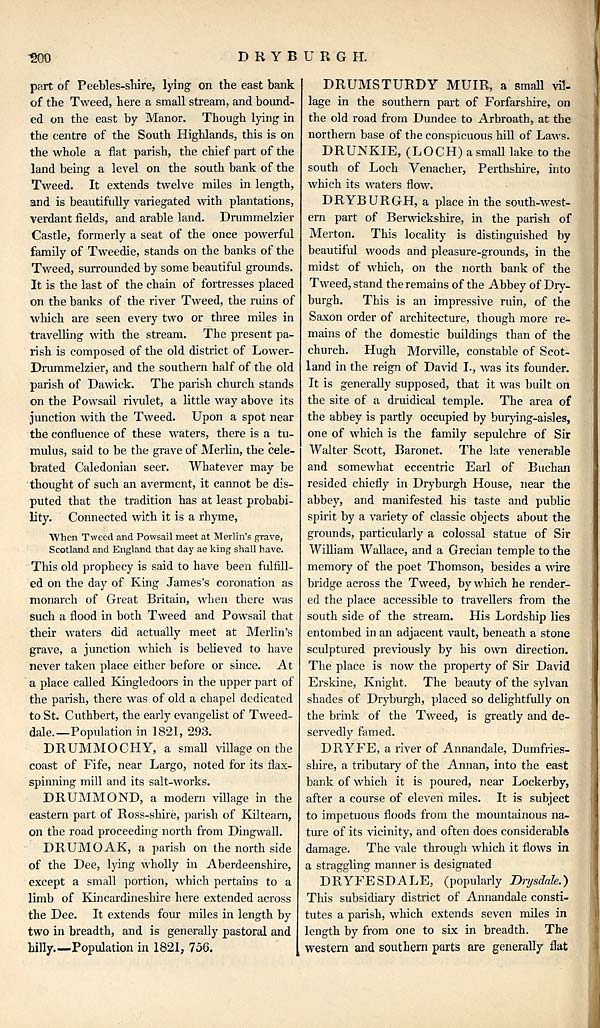 200
DRYBURGH.
part of Peebles-shire, lying on the east bank
of the Tweed, here a small stream, and bound-
ed on the east by Manor. Though lying in
the centre of the South Highlands, this is on
the whole a flat parish, the chief part of the
land being a level on the south bank of the
Tweed. It extends twelve miles in length,
and is beautifully variegated with plantations,
verdant fields, and arable land. Drummelzier
Castle, formerly a seat of the once powerful
family of Tweedie, stands on the banks of the
Tweed, surrounded by some beautiful grounds.
It is the last of the chain of fortresses placed
on the banks of the river Tweed, the ruins of
which are seen every two or three miles in
travelling with the stream. The present pa-
rish is composed of the old district of Lower-
Drummelzier, and the southern half of the old
parish of Dawick. The parish church stands
on the Powsail rivulet, a little way above its
junction with the Tweed. Upon a spot near
the confluence of these waters, there is a tu-
mulus, said to be the grave of Merlin, the cele-
brated Caledonian seer. Whatever may be
thought of such an averment, it cannot be dis-
puted that the tradition has at least probabi-
lity. Connected with it is a rhyme,
When Tweed and Powsail meet at Merlin's grave,
Scotland and England that day ae king shall have.
This old prophecy is said to have been fulfill-
ed on the day of King James's coronation as
monarch of Great Britain, when there was
such a flood in both Tweed and Powsail that
their waters did actually meet at Merlin's
grave, a junction which is believed to have
never taken place either before or since. At
a place called Kingledoors in the upper part of
the parish, there was of old a chapel dedicated
to St. Cuthbert, the early evangelist of Tweed-
dale.—Population in 1821, 293.
DRUMMOCHY, a small village on the
coast of Fife, near Largo, noted for its flax-
spinning mill and its salt-works.
DRUMMOND, a modern village in the
eastern part of Ross-shire, parish of Kiltearn,
on the road proceeding north from Dingwall.
DRUMOAK, a parish on the north side
of the Dee, lying wholly in Aberdeenshire,
except a small portion, which pertains to a
limb of Kincardineshire here extended across
the Dee. It extends four miles in length by
two in breadth, and is generally pastoral and
hilly.—Population in 1821, 756.
DRUMSTURDY MUIR, a small vil-
lage in the southern part of Forfarshire, on
the old road from Dundee to Arbroath, at the
northern base of the conspicuous hill of Laws.
DRUNKIE, (LOCH) a small lake to the
south of Loch Venacher, Perthshire, into
which its waters flow.
DRYBURGH, a place in the south-west-
ern part of Berwickshire, in the parish of
Merton. This locality is distinguished by
beautiful woods and pleasure-grounds, in the
midst of which, on the north bank of the
Tweed, stand the remains of the Abbey of Dry-
burgh. This is an impressive ruin, of the
Saxon order of architecture, though more re-
mains of the domestic buildings than of the
church. Hugh Morville, constable of Scot-
land in the reign of David I., was its founder.
It is generally supposed, that it was built on
the site of a druidical temple. The area of
the abbey is partly occupied by burying-aisles,
one of which is the family sepulchre of Sir
Walter Scott, Baronet. The late venerable
and somewhat eccentric Earl of Buchan
resided chiefly in Dryburgh House, near the
abbey, and manifested his taste and public
spirit by a variety of classic objects about the
grounds, particularly a colossal statue of Sir
William Wallace, and a Grecian temple to the
memory of the poet Thomson, besides a wire
bridge across the Tweed, by which he render-
ed the place accessible to travellers from the
south side of the stream. His Lordship lies
entombed in an adjacent vault, beneath a stone
sculptured previously by his own direction.
The place is now the property of Sir David
Erskine, Knight. The beauty of the sylvan
shades of Dryburgh, placed so delightfully on
the brink of the Tweed, is greatly and de-
servedly famed.
DRYFE, a river of Annandale, Dumfries-
shire, a tributary of the Annan, into the east
bank of which it is poured, near Lockerby,
after a course of eleven miles. It is subject
to impetuous floods from the mountainous na-
ture of its vicinity, and often does considerable
damage. The vale through which it flows in
a straggling manner is designated
DRYFESDALE, (popularly Drysdale.)
This subsidiary district of Annandale consti-
tutes a parish, which extends seven miles in
length by from one to six in breadth. The
western and southern parts are generally flat